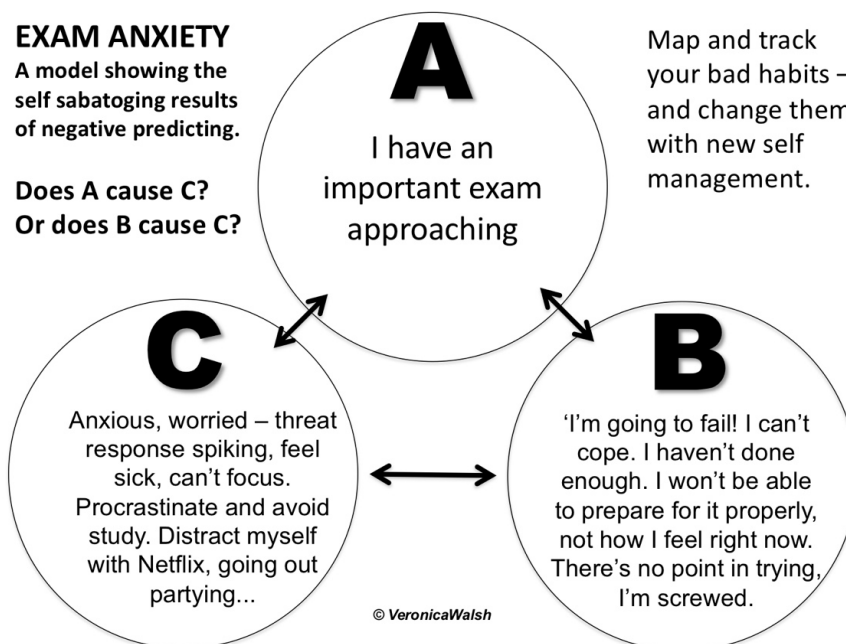 EXAM ANXIETY
A model showing the
self sabatoging results
of negative predicting.
Does A cause C?
Or does B cause C?
A
I have an
important exam
approaching
Map and track
your bad habits –
and change them
with new self
management.
C
Anxious, worried – threat
response spiking, feel
sick, can’t focus.
Procrastinate and avoid
study. Distract myself
with Netflix, going out
partying...
B
‘I’m going to fail! I can’t
cope. I haven’t done
enough. I won’t be able
to prepare for it properly,
not how I feel right now.
There’s no point in trying,
I’m screwed.
© VeronicaWalsh